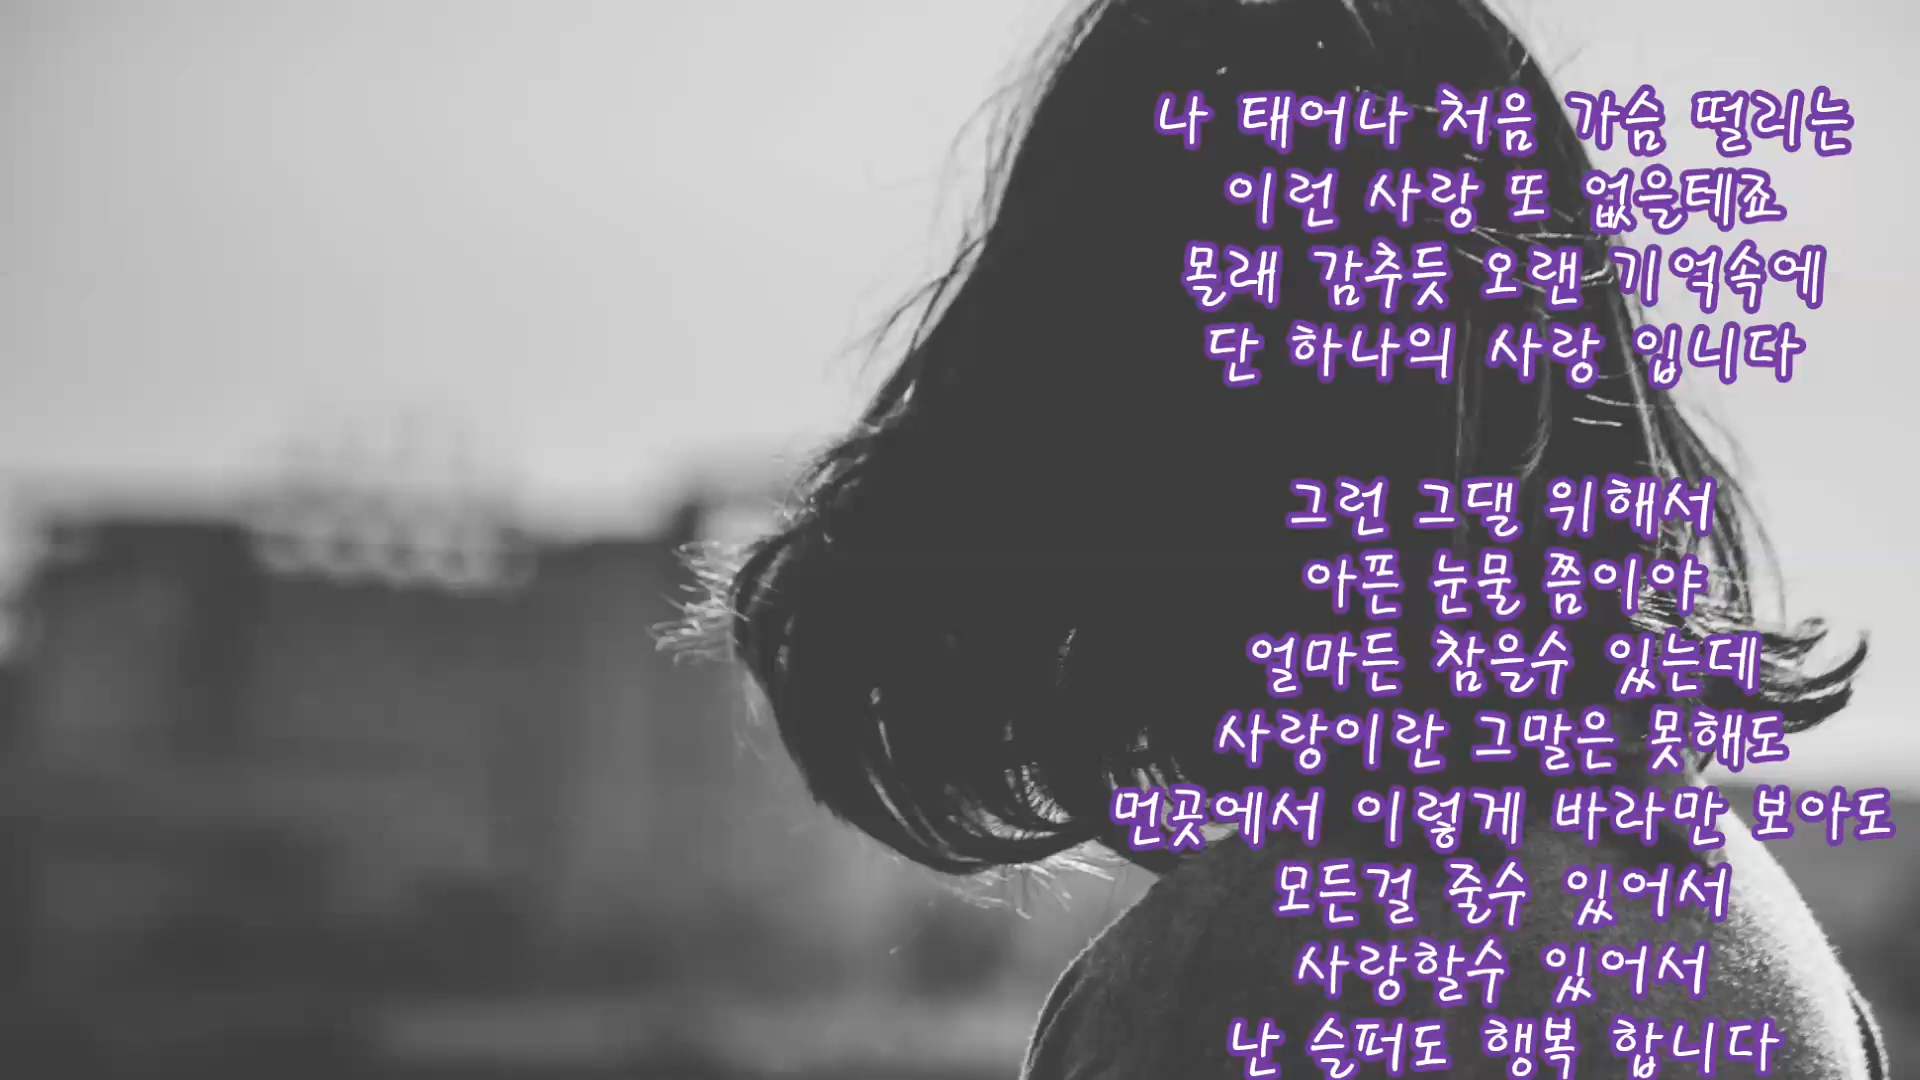 나 태어나 처음 가슴 떨리는
이런 사랑 또 없을테죠
몰래 감추듯 오랜 기억속에
단 하나의 사랑 입니다
그런 그댈 위해서
아픈 눈물 쯤이야
얼마든 참을수 있는데
사랑이란 그말은 못해도
먼곳에서 이렇게 바라만 보아도
모든걸 줄수 있어서
사랑할수 있어서
난 슬퍼도 행복 합니다